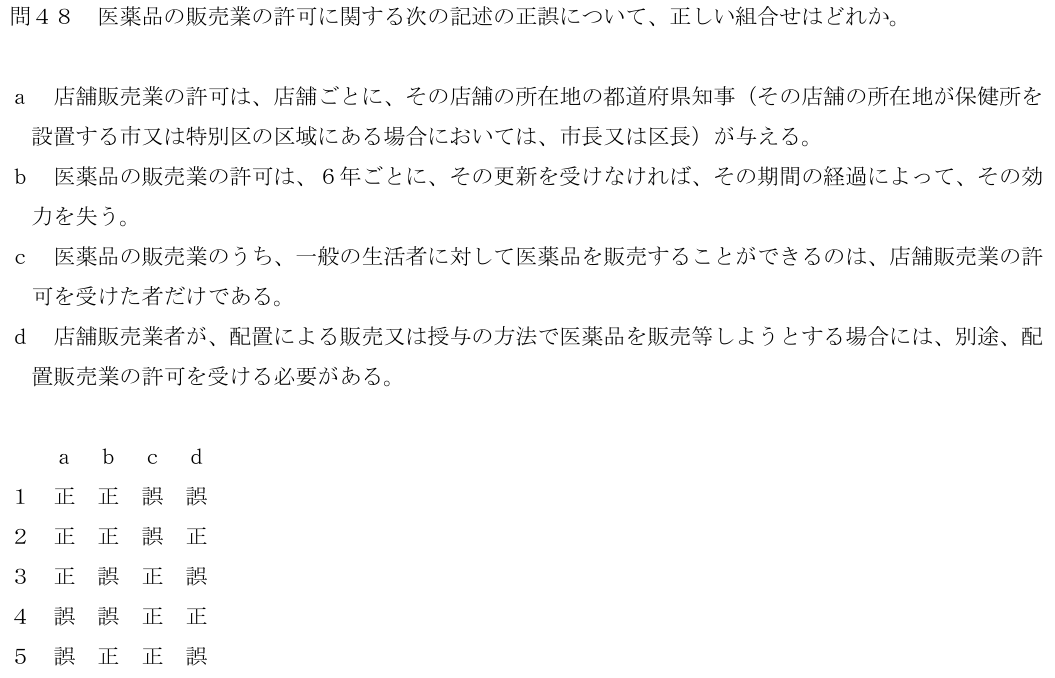 問４８　医薬品の販売業の許可に関する次の記述の正誤について、正しい組合せはどれか。
a　店舗販売業の許可は、店舗ごとに、その店舗の所在地の都道府県知事（その店舗の所在地が保健所を
設置する市又は特別区の区域にある場合においては、市長又は区長）が与える。
b　医薬品の販売業の許可は、６年ごとに、その更新を受けなければ、その期間の経過によって、その効
力を失う。
c　医薬品の販売業のうち、一般の生活者に対して医薬品を販売することができるのは、店舗販売業の許
可を受けた者だけである。
d　店舗販売業者が、配置による販売又は授与の方法で医薬品を販売等しようとする場合には、別途、配
置販売業の許可を受ける必要がある。
a　b　c　d
１　正　正　誤　誤
２　正　正　誤　正
３　正　誤　正　誤
４　誤　誤　正　正
５　誤　正　正　誤